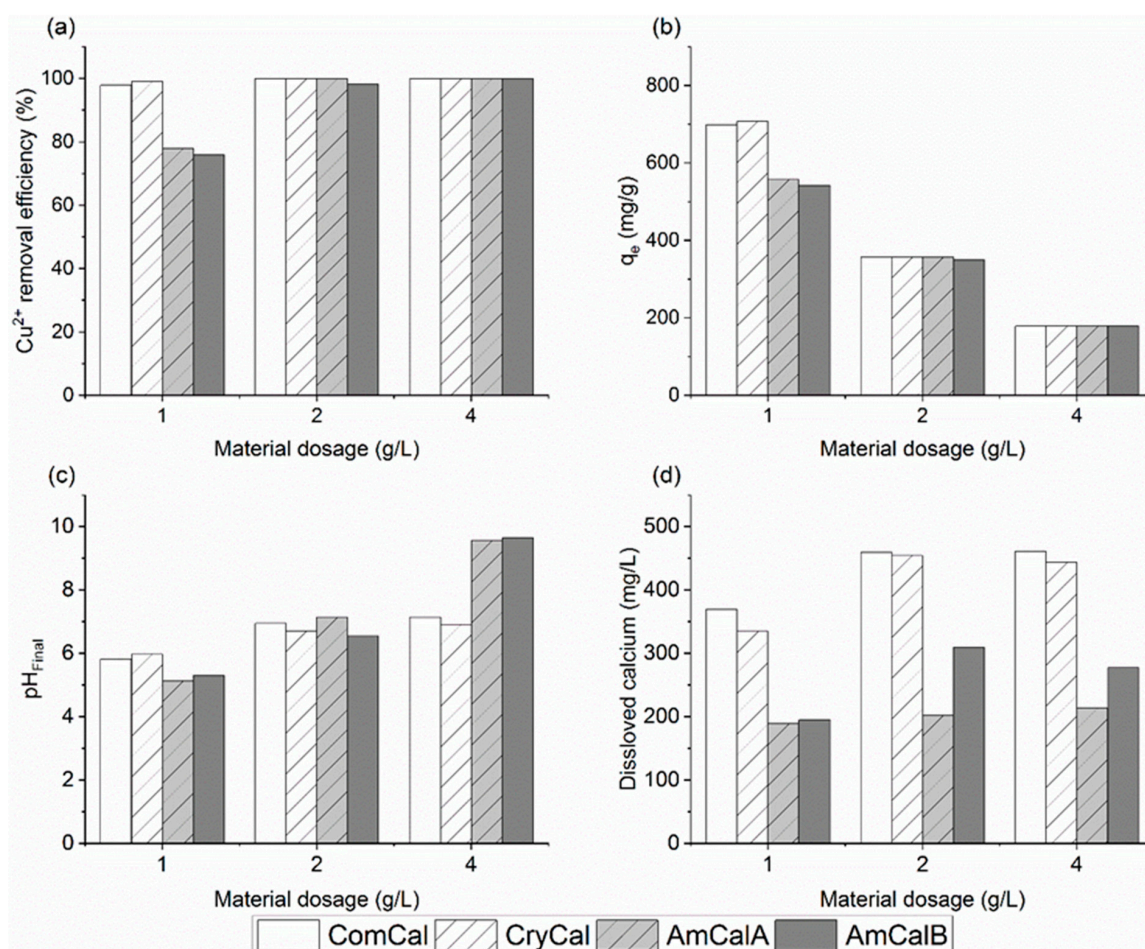 (a)
Cu²⁺ removal efficiency (%)
100
80
60
40
20
0
1 2 4
Material dosage (g/L)
(b)
qₑ (mg/g)
800
600
400
200
0
1 2 4
Material dosage (g/L)
(c)
pH_Final
10
8
6
4
2
0
1 2 4
Material dosage (g/L)
(d)
Dissloved calcium (mg/L)
500
400
300
200
100
0
1 2 4
Material dosage (g/L)
ComCal CryCal AmCalA AmCalB